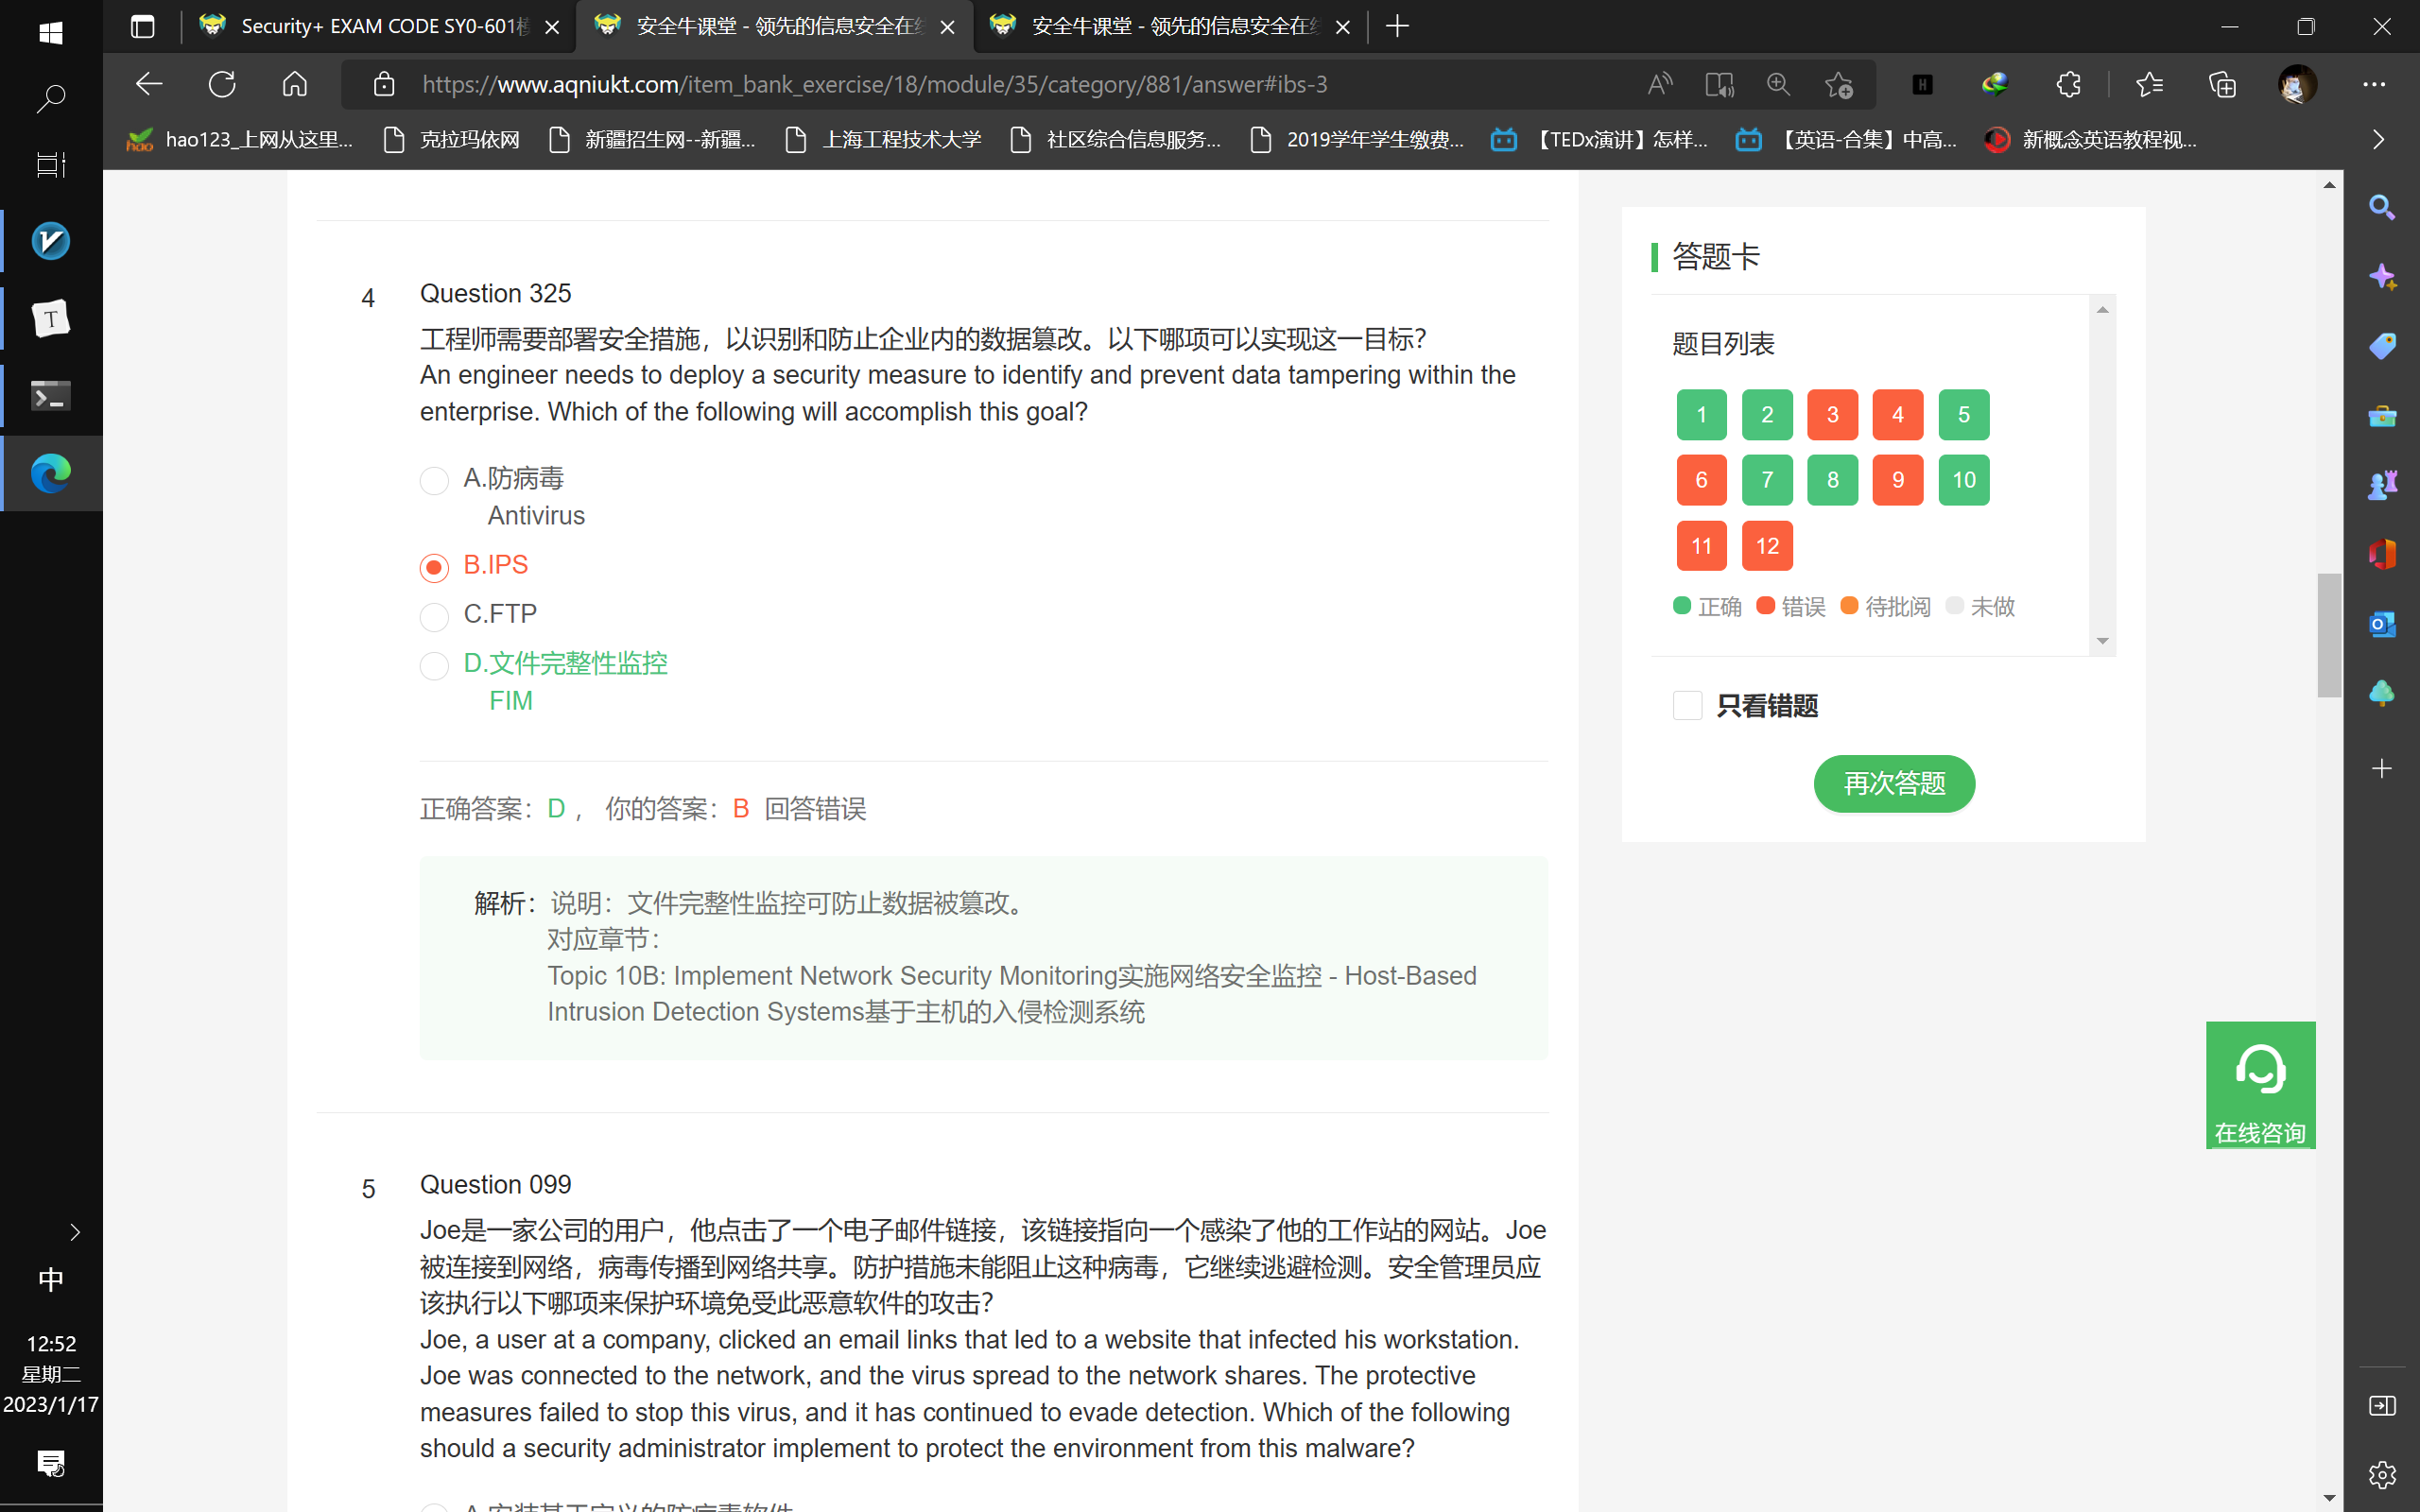 Security+ EXAM CODE SY0-601
安全牛课堂 - 领先的信息安全在
安全牛课堂 - 领先的信息安全在
https://www.aqniukt.com/item_bank_exercise/18/module/35/category/881/answer#ibs-3
hao123_上网从这里...
克拉玛依网
新疆招生网--新疆...
上海工程技术大学
社区综合信息服务...
2019学年学生缴费...
【TEDx演讲】怎样...
【英语-合集】中高...
新概念英语教程视...
4
Question 325
工程师需要部署安全措施，以识别和防止企业内的数据篡改。以下哪项可以实现这一目标？
An engineer needs to deploy a security measure to identify and prevent data tampering within the
enterprise. Which of the following will accomplish this goal?
A.防病毒
Antivirus
B.IPS
C.FTP
D.文件完整性监控
FIM
正确答案：D ， 你的答案：B 回答错误
解析：说明：文件完整性监控可防止数据被篡改。
对应章节：
Topic 10B: Implement Network Security Monitoring实施网络安全监控 - Host-Based
Intrusion Detection Systems基于主机的入侵检测系统
5
Question 099
Joe是一家公司的用户，他点击了一个电子邮件链接，该链接指向一个感染了他的工作站的网站。Joe
被连接到网络，病毒传播到网络共享。防护措施未能阻止这种病毒，它继续逃避检测。安全管理员应
该执行以下哪项来保护环境免受此恶意软件的攻击？
Joe, a user at a company, clicked an email links that led to a website that infected his workstation.
Joe was connected to the network, and the virus spread to the network shares. The protective
measures failed to stop this virus, and it has continued to evade detection. Which of the following
should a security administrator implement to protect the environment from this malware?
A.安装基于定义的防病毒软件
答题卡
题目列表
1 2 3 4 5
6 7 8 9 10
11 12
正确 错误 待批阅 未做
只看错题
再次答题
在线咨询
中
12:52
星期二
2023/1/17